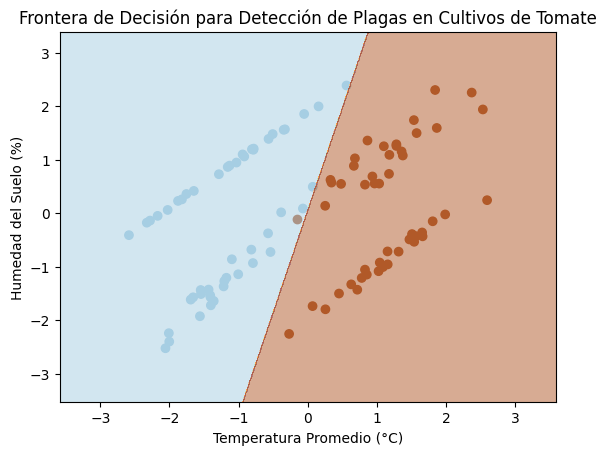 Frontera de Decisión para Detección de Plagas en Cultivos de Tomate
Humedad del Suelo (%)
3
2
1
0
−1
−2
−3
−3 −2 −1 0 1 2 3
Temperatura Promedio (°C)